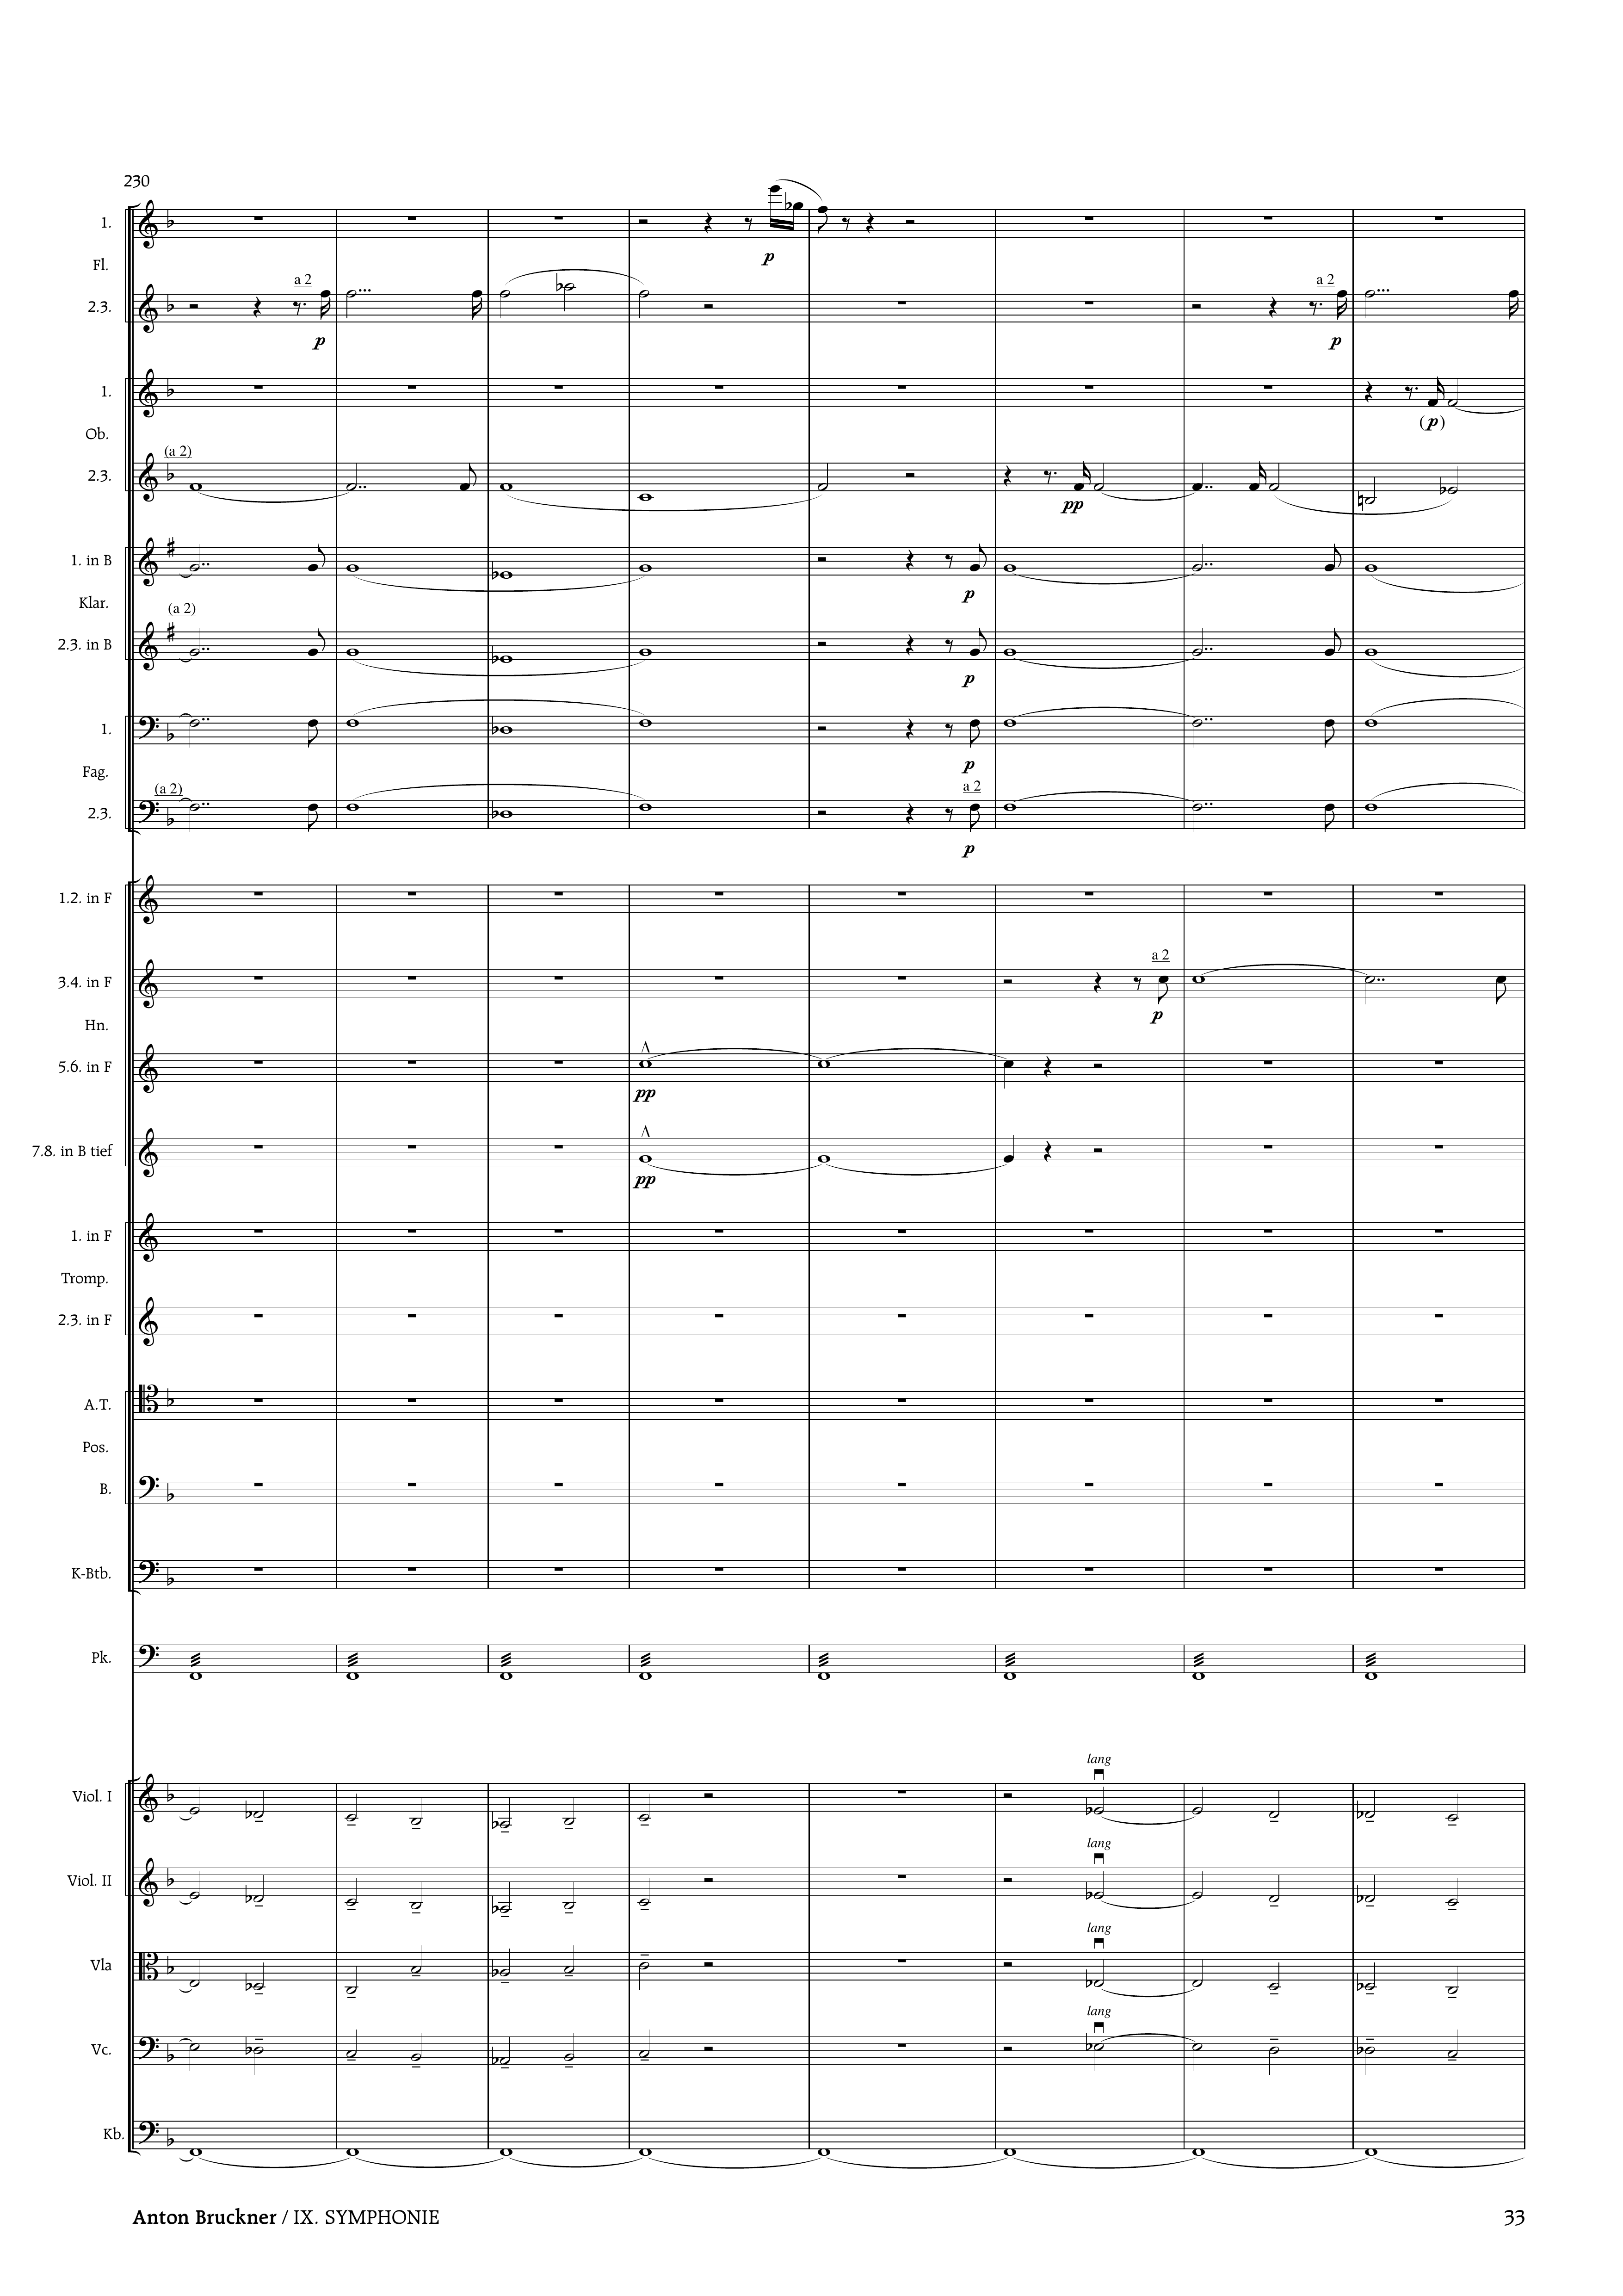 230
1.
Fl.
a 2
a 2
2.3.
p
p
p
1.
(p)
Ob.
(a 2)
2.3.
pp
1. in B
p
Klar.
(a 2)
2.3. in B
p
1.
p
Fag.
(a 2)
a 2
2.3.
p
1.2. in F
a 2
3.4. in F
p
Hn.
5.6. in F
pp
7.8. in B tief
pp
1. in F
Tromp.
2.3. in F
A.T.
Pos.
B.
K-Btb.
Pk.
lang
Viol. I
lang
Viol. II
lang
Vla
lang
Vc.
Kb.
Anton Bruckner / IX. SYMPHONIE
33